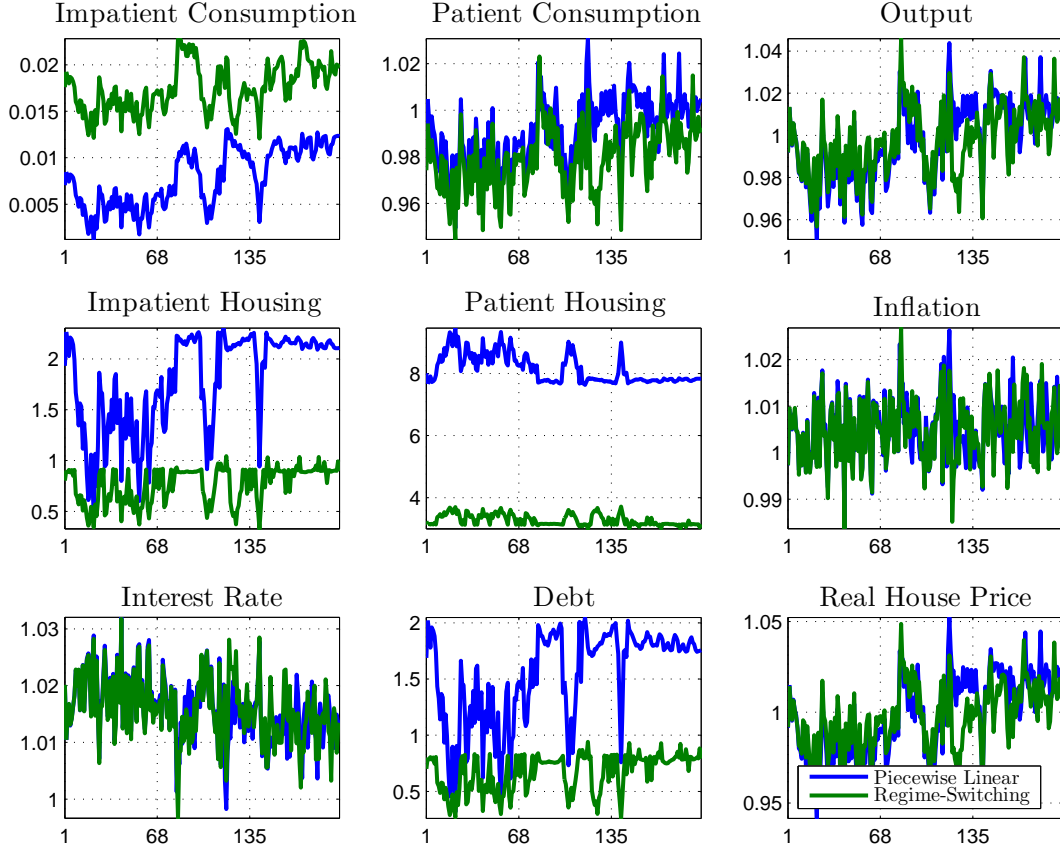 Impatient Consumption
0.02
0.015
0.01
0.005
1 68 135
Patient Consumption
1.02
1
0.98
0.96
1 68 135
Output
1.04
1.02
1
0.98
0.96
1 68 135
Impatient Housing
2
1.5
1
0.5
1 68 135
Patient Housing
8
6
4
1 68 135
Inflation
1.02
1.01
1
0.99
1 68 135
Interest Rate
1.03
1.02
1.01
1
1 68 135
Debt
2
1.5
1
0.5
1 68 135
Real House Price
1.05
1
0.95
1 68 135
Piecewise Linear
Regime-Switching